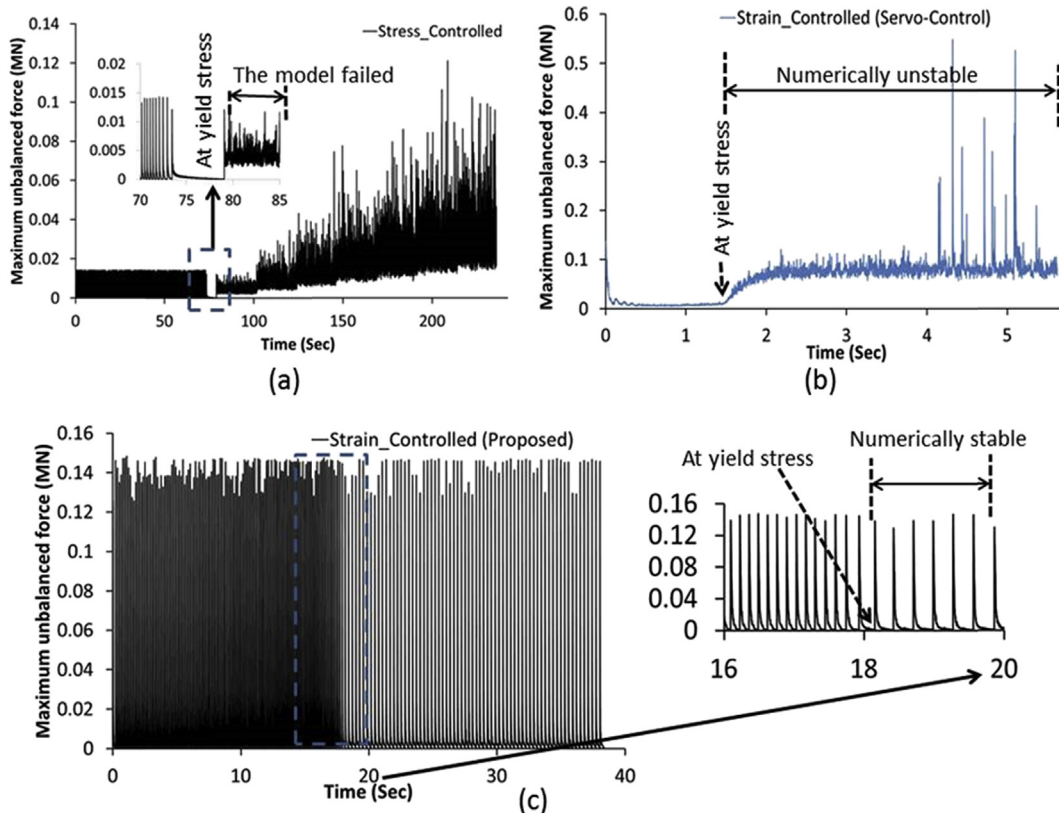 Maximum unbalanced force (MN)
0.14
0.12
0.1
0.08
0.06
0.04
0.02
0
0 50 100 150 200
Time (Sec)
Stress_Controlled
0.02
0.015
0.01
0.005
0
70 75 80 85
At yield stress
The model failed
(a)
Maximum unbalanced force (MN)
0.6
0.5
0.4
0.3
0.2
0.1
0
0 1 2 3 4 5
Time (Sec)
Strain_Controlled (Servo-Control)
Numerically unstable
At yield stress
(b)
Maximum unbalanced force (MN)
0.16
0.14
0.12
0.1
0.08
0.06
0.04
0.02
0
0 10 20 30 40
Time (Sec)
Strain_Controlled (Proposed)
At yield stress
Numerically stable
0.16
0.12
0.08
0.04
0
16 18 20
(c)